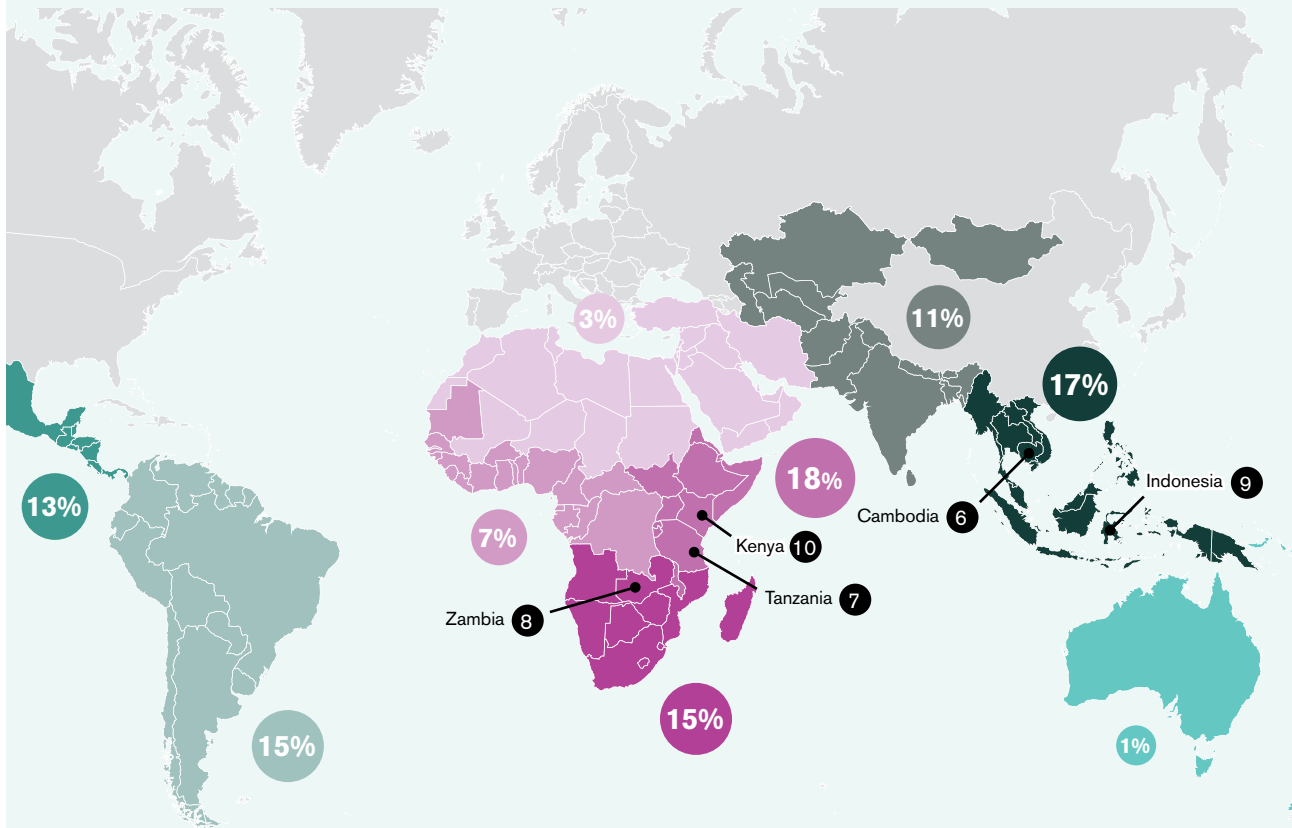 3%
11%
17%
18%
Indonesia 9
13%
Cambodia 6
7%
Kenya 10
Tanzania 7
Zambia 8
15%
15%
1%